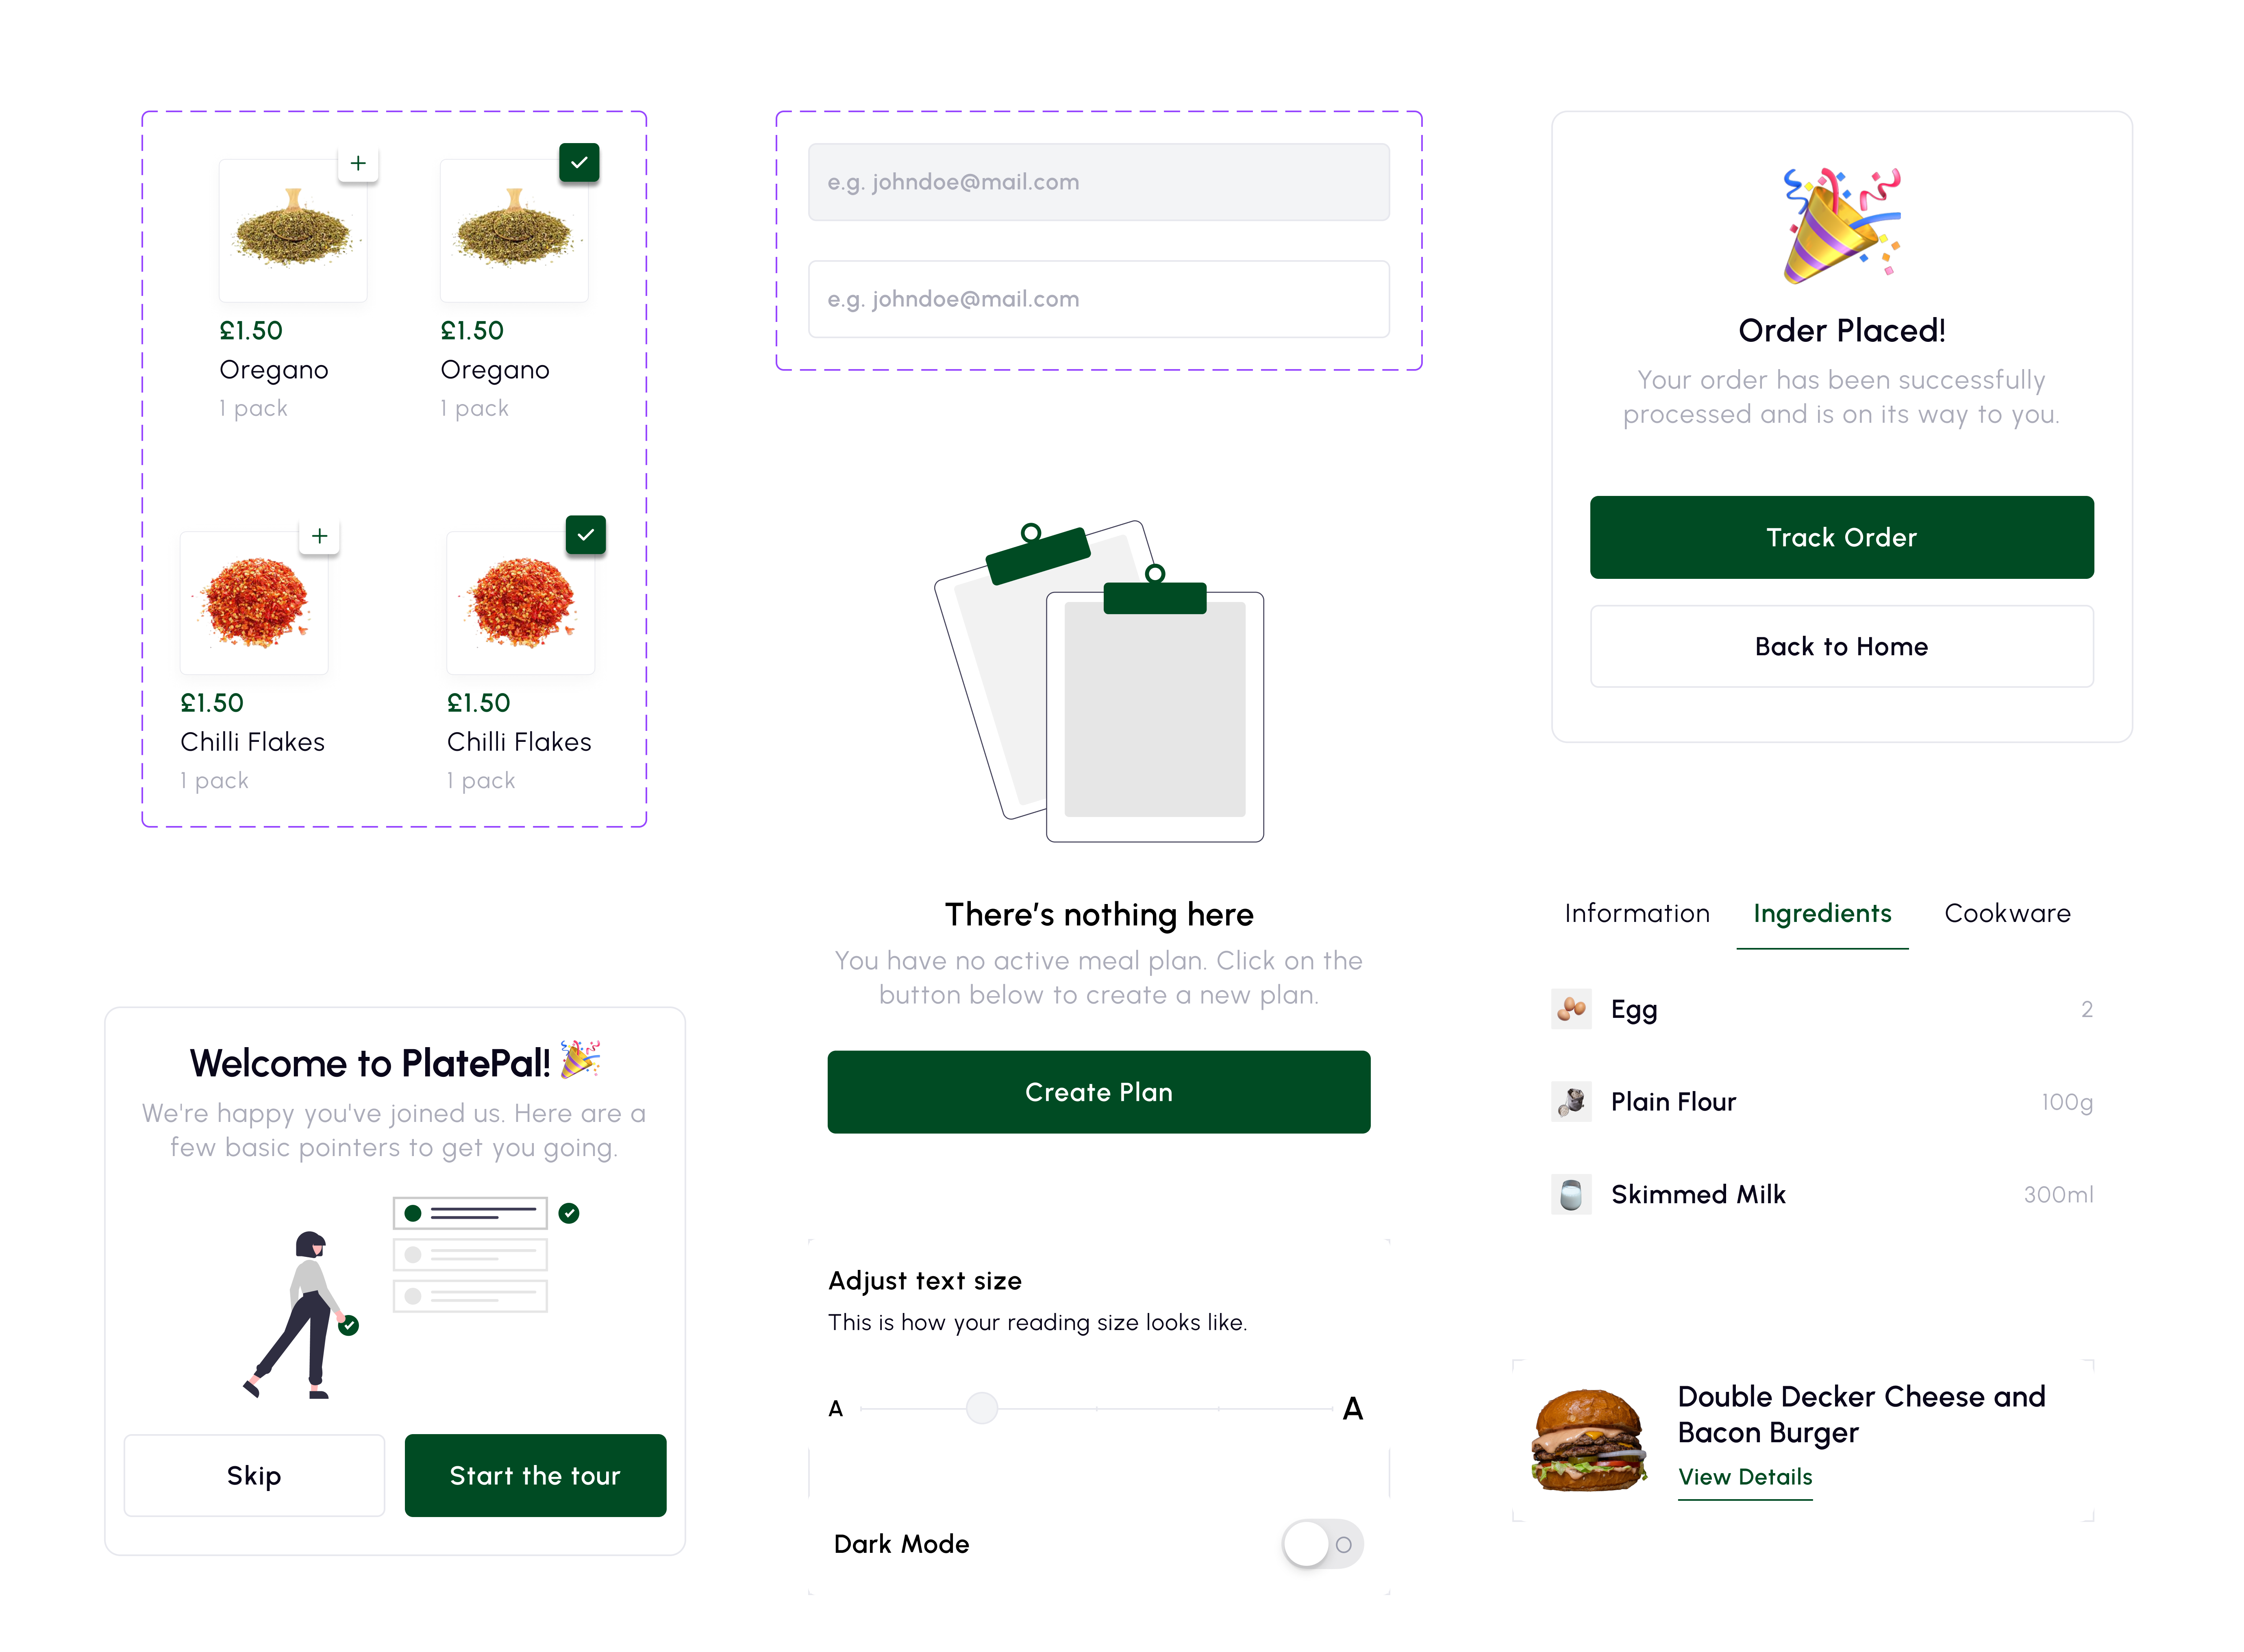 £1.50
Oregano
1 pack
£1.50
Oregano
1 pack
£1.50
Chilli Flakes
1 pack
£1.50
Chilli Flakes
1 pack
Welcome to PlatePal! 🎉
We're happy you've joined us. Here are a
few basic pointers to get you going.
Skip
Start the tour
e.g. johndoe@mail.com
e.g. johndoe@mail.com
There’s nothing here
You have no active meal plan. Click on the
button below to create a new plan.
Create Plan
Adjust text size
This is how your reading size looks like.
A
A
Dark Mode
Order Placed!
Your order has been successfully
processed and is on its way to you.
Track Order
Back to Home
Information Ingredients Cookware
Egg 2
Plain Flour 100g
Skimmed Milk 300ml
Double Decker Cheese and
Bacon Burger
View Details